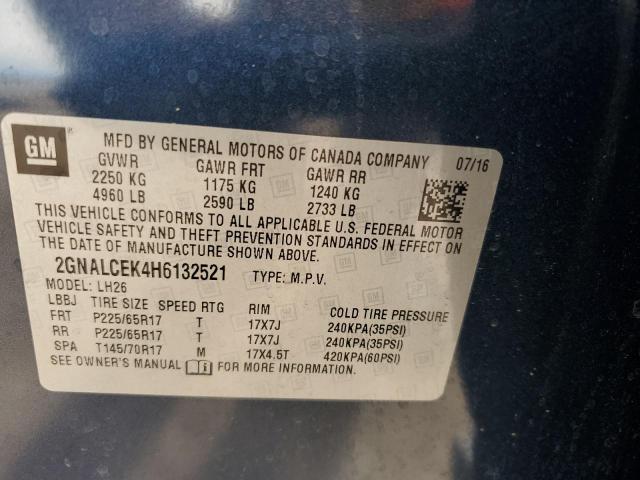 GM
MFD BY GENERAL MOTORS OF CANADA COMPANY 07/16
GVWR GAWR FRT GAWR RR
2250 KG 1175 KG 1240 KG
4960 LB 2590 LB 2733 LB
THIS VEHICLE CONFORMS TO ALL APPLICABLE U.S. FEDERAL MOTOR
VEHICLE SAFETY AND THEFT PREVENTION STANDARDS IN EFFECT ON
THE DATE OF MANUFACTURE SHOWN ABOVE.
2GNALCEK4H6132521 TYPE: M.P.V.
MODEL: LH26
LBBJ TIRE SIZE SPEED RTG RIM COLD TIRE PRESSURE
FRT P225/65R17 T 17X7J 240KPA(35PSI)
RR P225/65R17 T 17X7J 240KPA(35PSI)
SPA T145/70R17 M 17X4.5T 420KPA(60PSI)
SEE OWNER'S MANUAL FOR MORE INFORMATION.